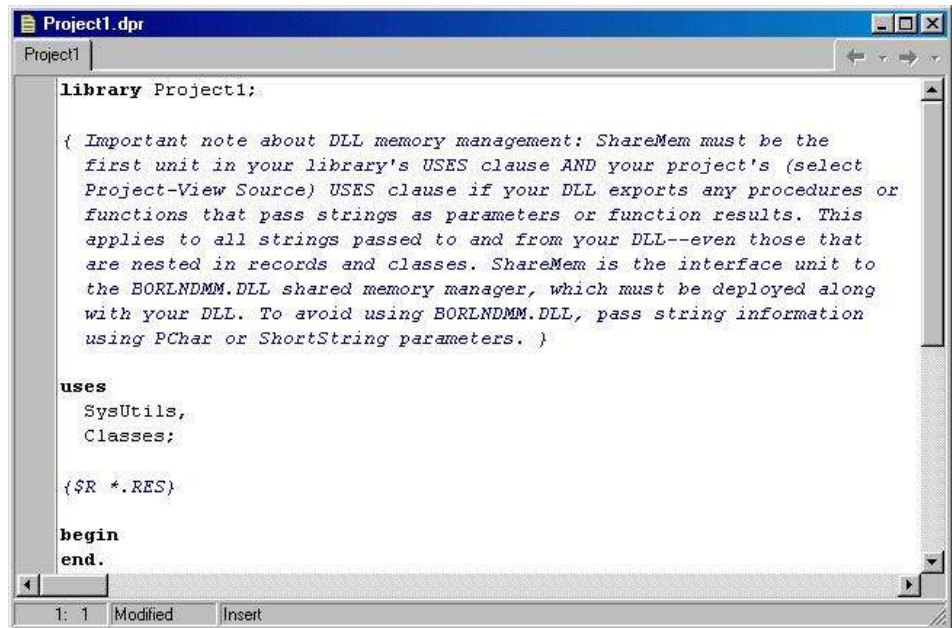 Project1.dpr
Project1
library Project1;
{ Important note about DLL memory management: ShareMem must be the
first unit in your library's USES clause AND your project's (select
Project-View Source) USES clause if your DLL exports any procedures or
functions that pass strings as parameters or function results. This
applies to all strings passed to and from your DLL--even those that
are nested in records and classes. ShareMem is the interface unit to
the BORLNDMM.DLL shared memory manager, which must be deployed along
with your DLL. To avoid using BORLNDMM.DLL, pass string information
using PChar or ShortString parameters. }
uses
SysUtils,
Classes;
{$R *.RES}
begin
end.
1: 1 Modified Insert